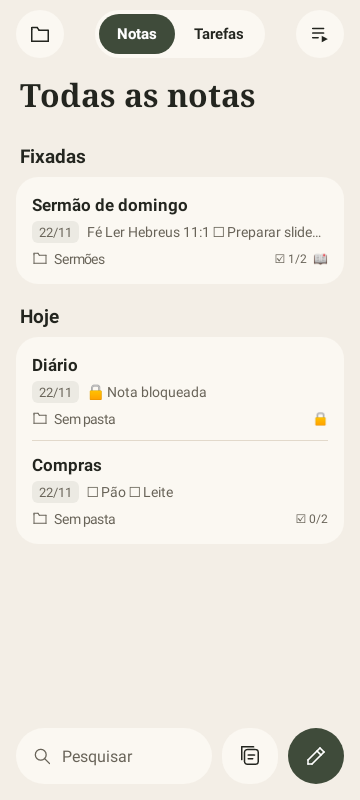 Notas Tarefas
Todas as notas
Fixadas
Sermão de domingo
22/11 Fé Ler Hebreus 11:1 ☐ Preparar slide…
Sermões ☑ 1/2 📖
Hoje
Diário
22/11 🔒 Nota bloqueada
Sem pasta 🔒
Compras
22/11 ☐ Pão ☐ Leite
Sem pasta ☑ 0/2
Pesquisar